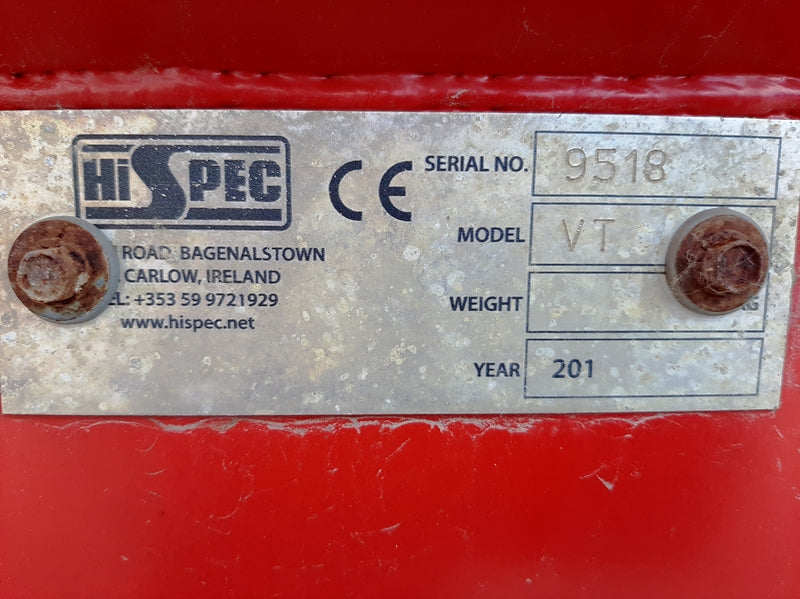 HiSPEC
CE
ROAD, BAGENALSTOWN
CARLOW, IRELAND
: +353 59 9721929
www.hispec.net
SERIAL NO. 9518
MODEL VT
WEIGHT KG
YEAR 201